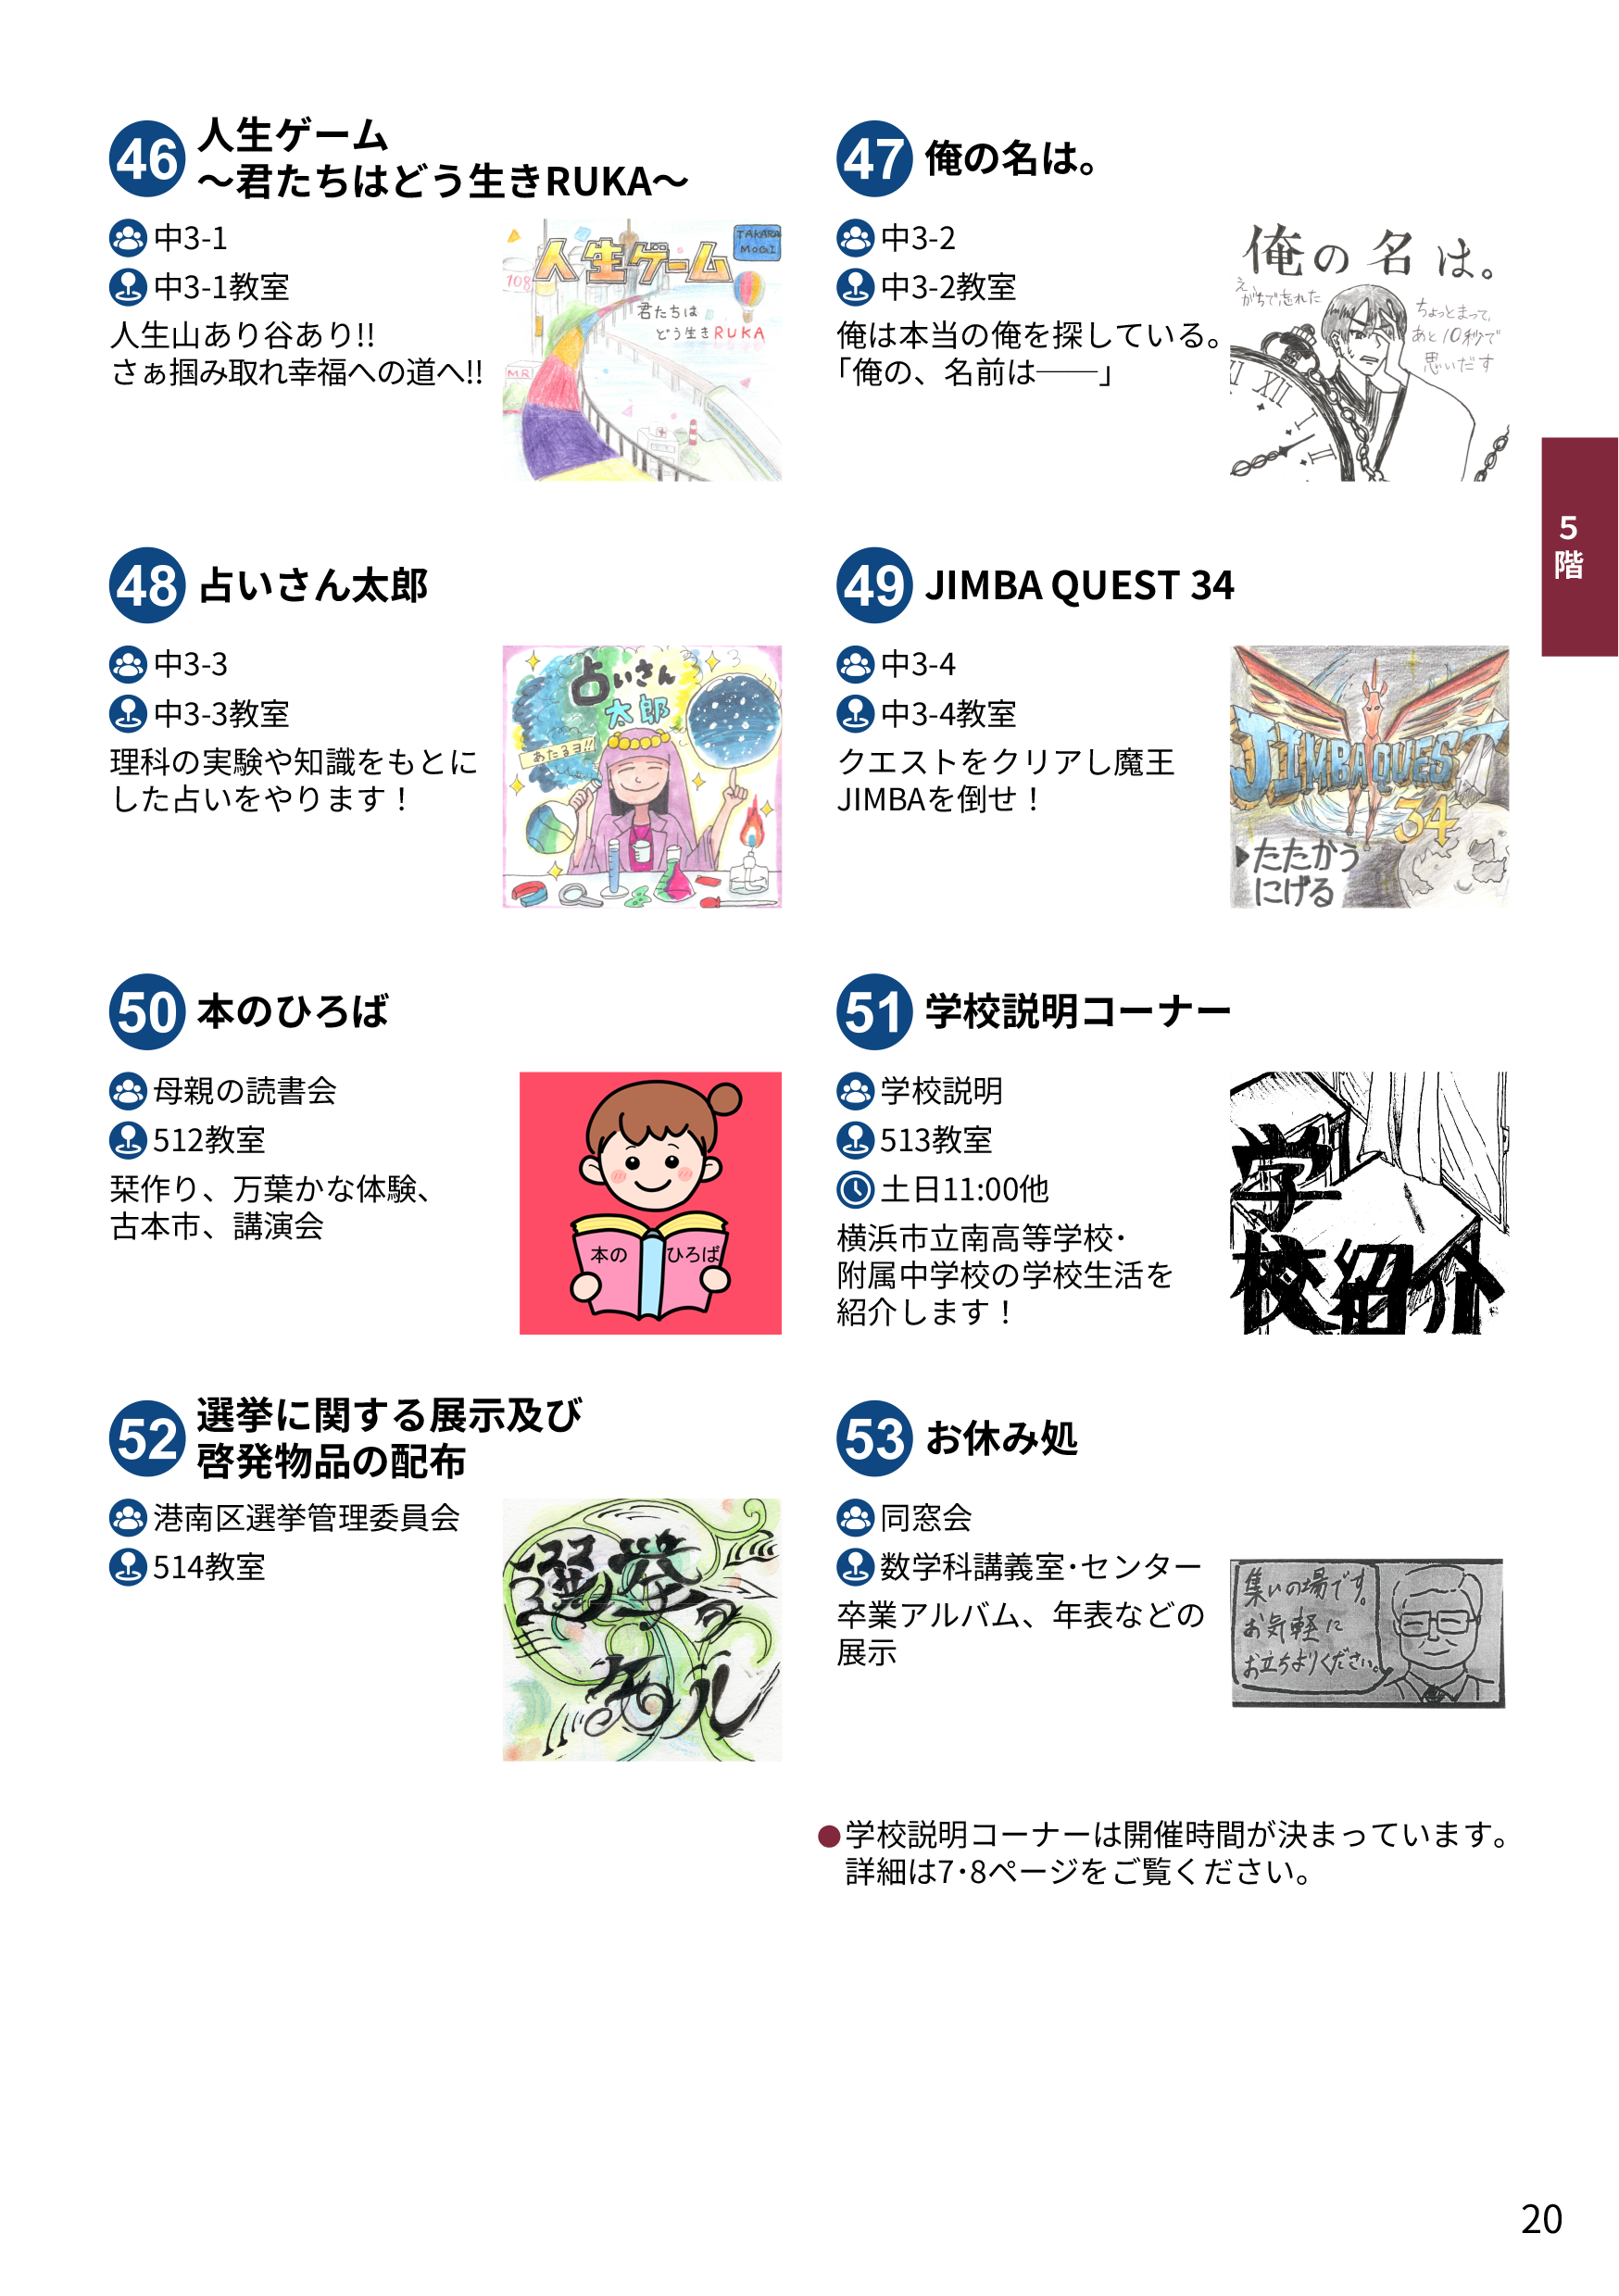 46 人生ゲーム
～君たちはどう生きRUKA～
中3-1
中3-1教室
人生山あり谷あり!!
さぁ掴み取れ幸福への道へ!!
TAKARA
MOGI
人生ゲーム
108
君たちは
どう生きRUKA
MR
47 俺の名は。
中3-2
中3-2教室
俺は本当の俺を探している。
「俺の、名前は――」
俺の名は。
え、
がちで忘れた
ちょっとまって、
あと10秒で
思いだす
XII I II
5階
48 占いさん太郎
中3-3
中3-3教室
理科の実験や知識をもとに
した占いをやります！
占いさん
太郎
あたるヨ!!
49 JIMBA QUEST 34
中3-4
中3-4教室
クエストをクリアし魔王
JIMBAを倒せ！
JIMBAQUEST
34
▶たたかう
にげる
50 本のひろば
母親の読書会
512教室
栞作り、万葉かな体験、
古本市、講演会
本の ひろば
51 学校説明コーナー
学校説明
513教室
土日11:00他
横浜市立南高等学校・
附属中学校の学校生活を
紹介します！
学
校紹介
52 選挙に関する展示及び
啓発物品の配布
港南区選挙管理委員会
514教室
選挙
53 お休み処
同窓会
数学科講義室・センター
卒業アルバム、年表などの
展示
集いの場です。
お気軽に
お立ちよりください。
●学校説明コーナーは開催時間が決まっています。
詳細は7・8ページをご覧ください。
20